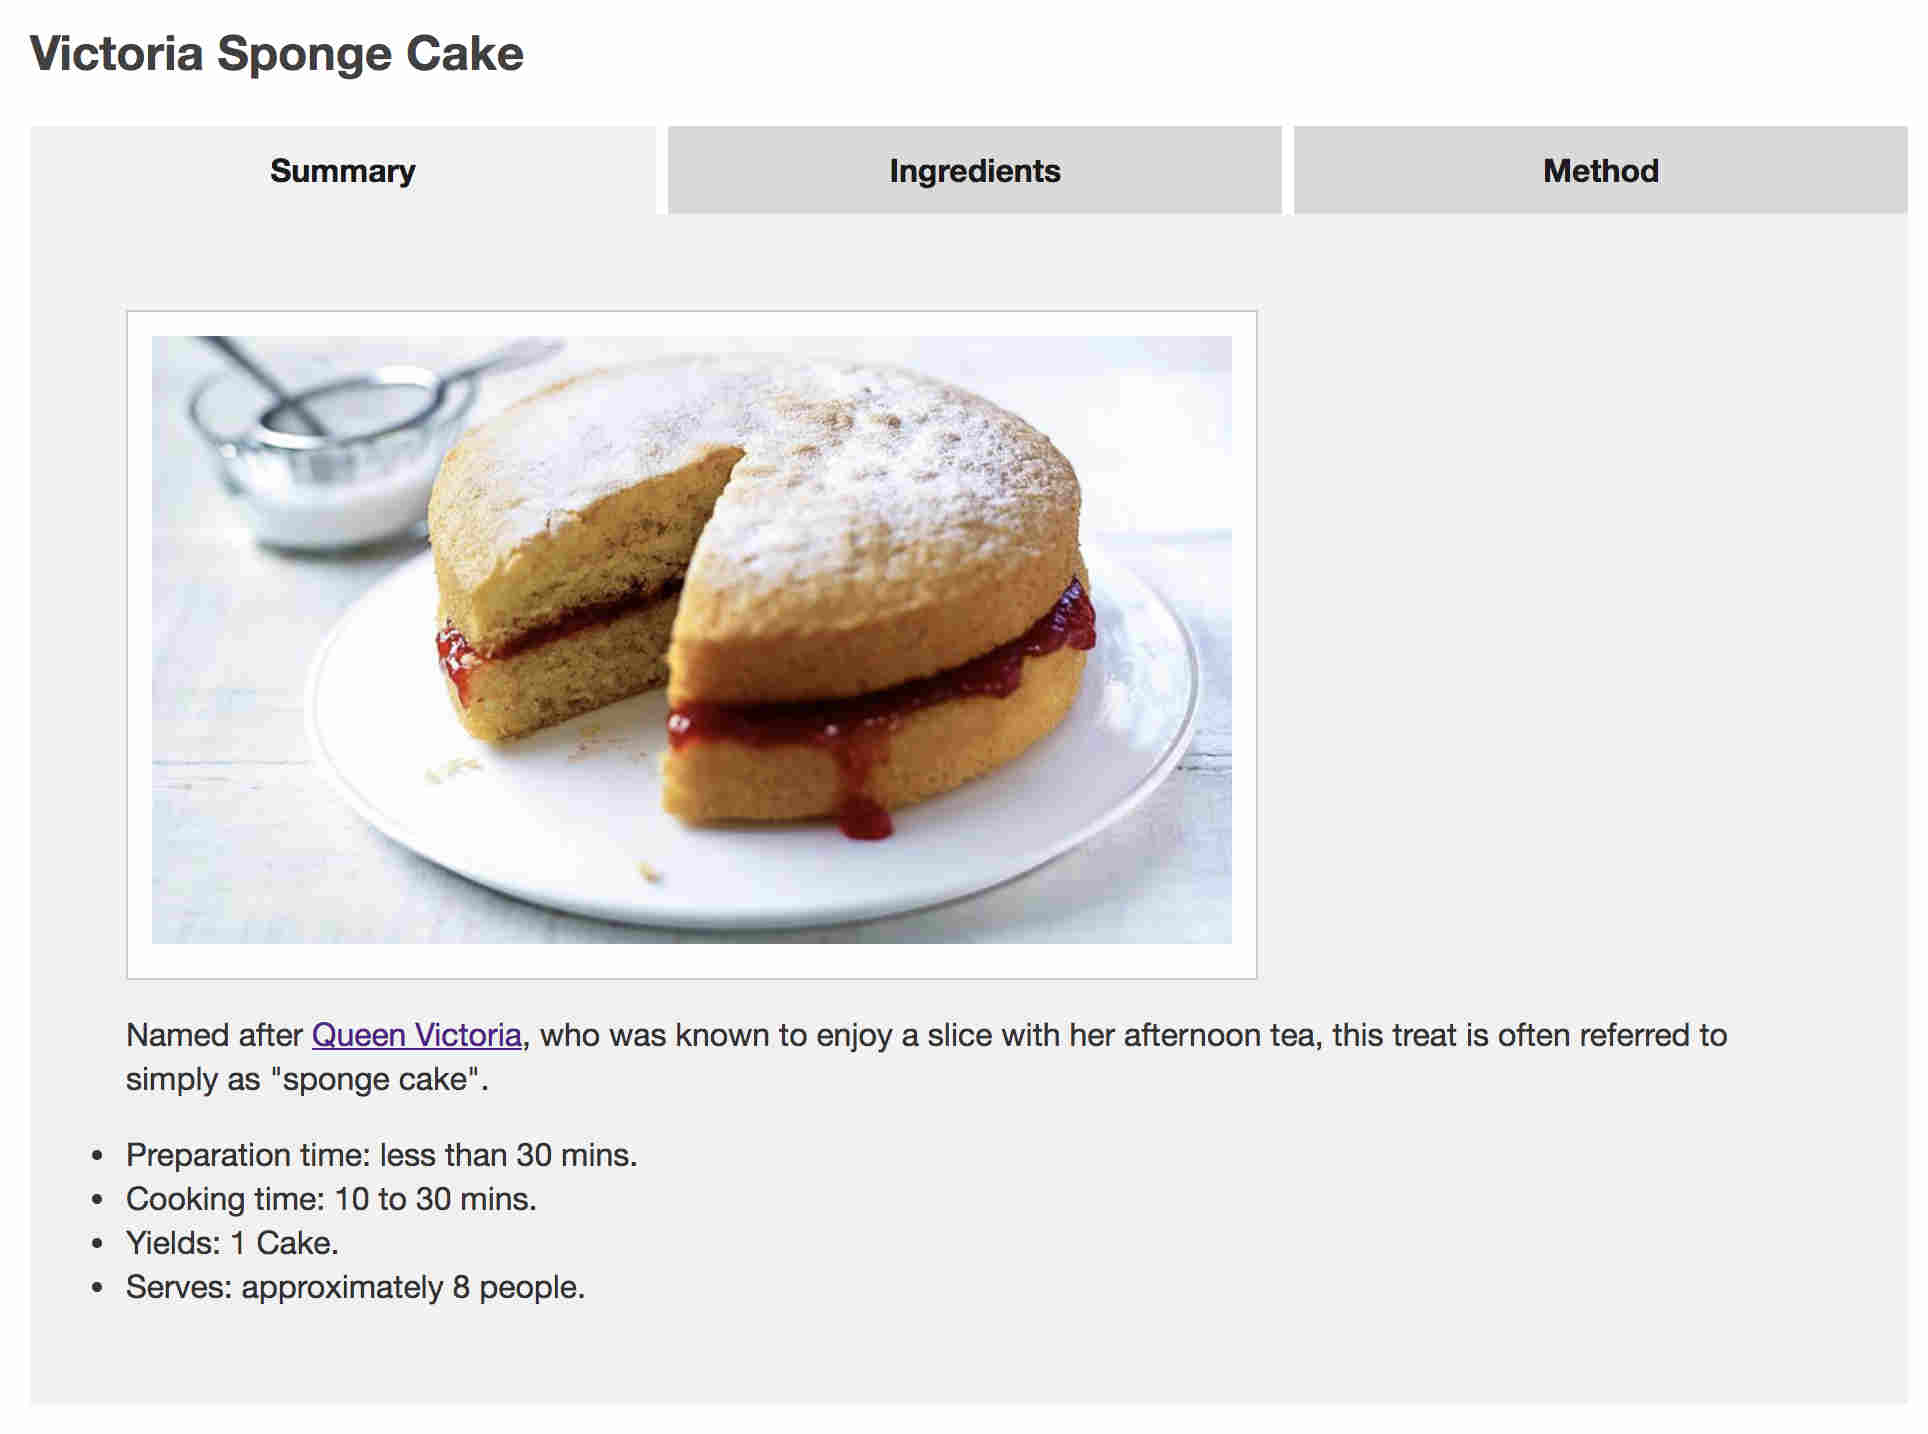 Victoria Sponge Cake
Summary
Ingredients
Method
Named after Queen Victoria, who was known to enjoy a slice with her afternoon tea, this treat is often referred to
simply as "sponge cake".
• Preparation time: less than 30 mins.
• Cooking time: 10 to 30 mins.
• Yields: 1 Cake.
• Serves: approximately 8 people.